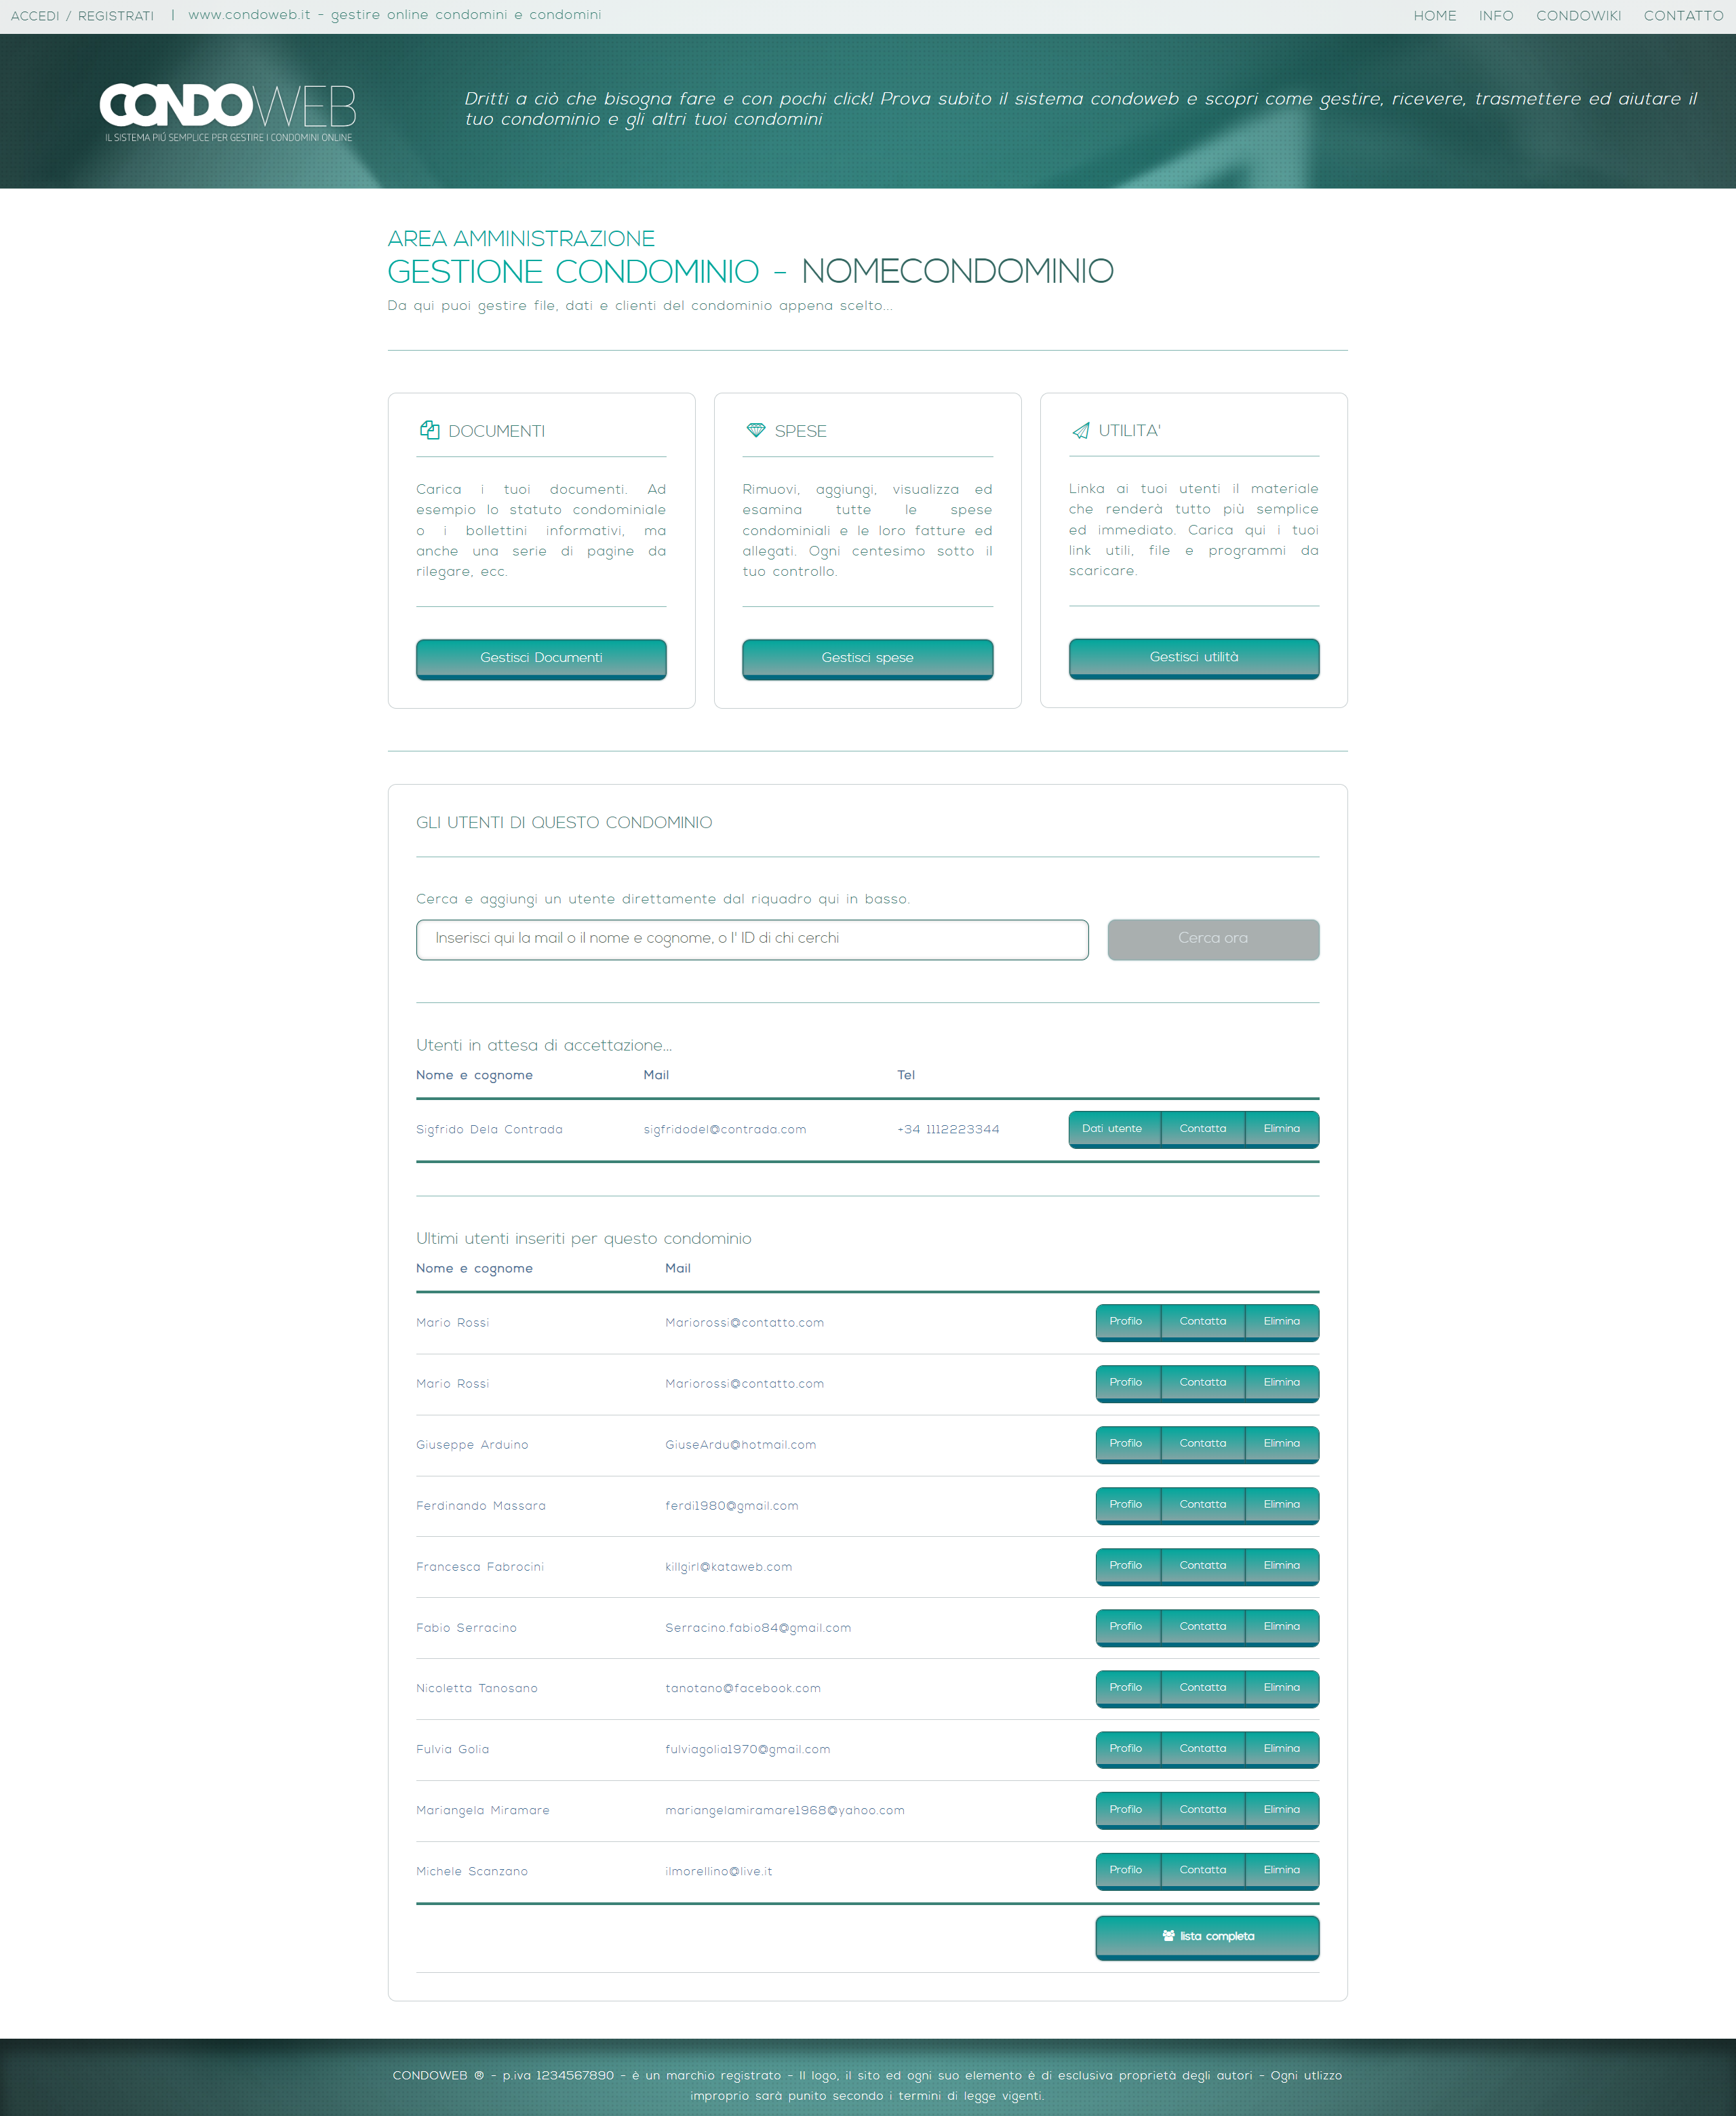 ACCEDI / REGISTRATI | www.condoweb.it - gestire online condomini e condomini
HOME INFO CONDOWIKI CONTATTO
CONDOWEB
IL SISTEMA PIÚ SEMPLICE PER GESTIRE I CONDOMINI ONLINE
Dritti a ciò che bisogna fare e con pochi click! Prova subito il sistema condoweb e scopri come gestire, ricevere, trasmettere ed aiutare il
tuo condominio e gli altri tuoi condomini
AREA AMMINISTRAZIONE
GESTIONE CONDOMINIO - NOMECONDOMINIO
Da qui puoi gestire file, dati e clienti del condominio appena scelto...
DOCUMENTI
Carica i tuoi documenti. Ad
esempio lo statuto condominiale
o i bollettini informativi, ma
anche una serie di pagine da
rilegare, ecc.
Gestisci Documenti
SPESE
Rimuovi, aggiungi, visualizza ed
esamina tutte le spese
condominiali e le loro fatture ed
allegati. Ogni centesimo sotto il
tuo controllo.
Gestisci spese
UTILITA'
Linka ai tuoi utenti il materiale
che renderà tutto più semplice
ed immediato. Carica qui i tuoi
link utili, file e programmi da
scaricare.
Gestisci utilità
GLI UTENTI DI QUESTO CONDOMINIO
Cerca e aggiungi un utente direttamente dal riquadro qui in basso.
Inserisci qui la mail o il nome e cognome, o l' ID di chi cerchi
Cerca ora
Utenti in attesa di accettazione...
Nome e cognome Mail Tel
Sigfrido Dela Contrada sigfridodel@contrada.com +34 1112223344 Dati utente Contatta Elimina
Ultimi utenti inseriti per questo condominio
Nome e cognome Mail
Mario Rossi Mariorossi@contatto.com Profilo Contatta Elimina
Mario Rossi Mariorossi@contatto.com Profilo Contatta Elimina
Giuseppe Arduino GiuseArdu@hotmail.com Profilo Contatta Elimina
Ferdinando Massara ferdi1980@gmail.com Profilo Contatta Elimina
Francesca Fabrocini killgirl@kataweb.com Profilo Contatta Elimina
Fabio Serracino Serracino.fabio84@gmail.com Profilo Contatta Elimina
Nicoletta Tanosano tanotano@facebook.com Profilo Contatta Elimina
Fulvia Golia fulviagolia1970@gmail.com Profilo Contatta Elimina
Mariangela Miramare mariangelamiramare1968@yahoo.com Profilo Contatta Elimina
Michele Scanzano ilmorellino@live.it Profilo Contatta Elimina
lista completa
CONDOWEB ® - p.iva 1234567890 - è un marchio registrato - Il logo, il sito ed ogni suo elemento è di esclusiva proprietà degli autori - Ogni utlizzo
improprio sarà punito secondo i termini di legge vigenti.